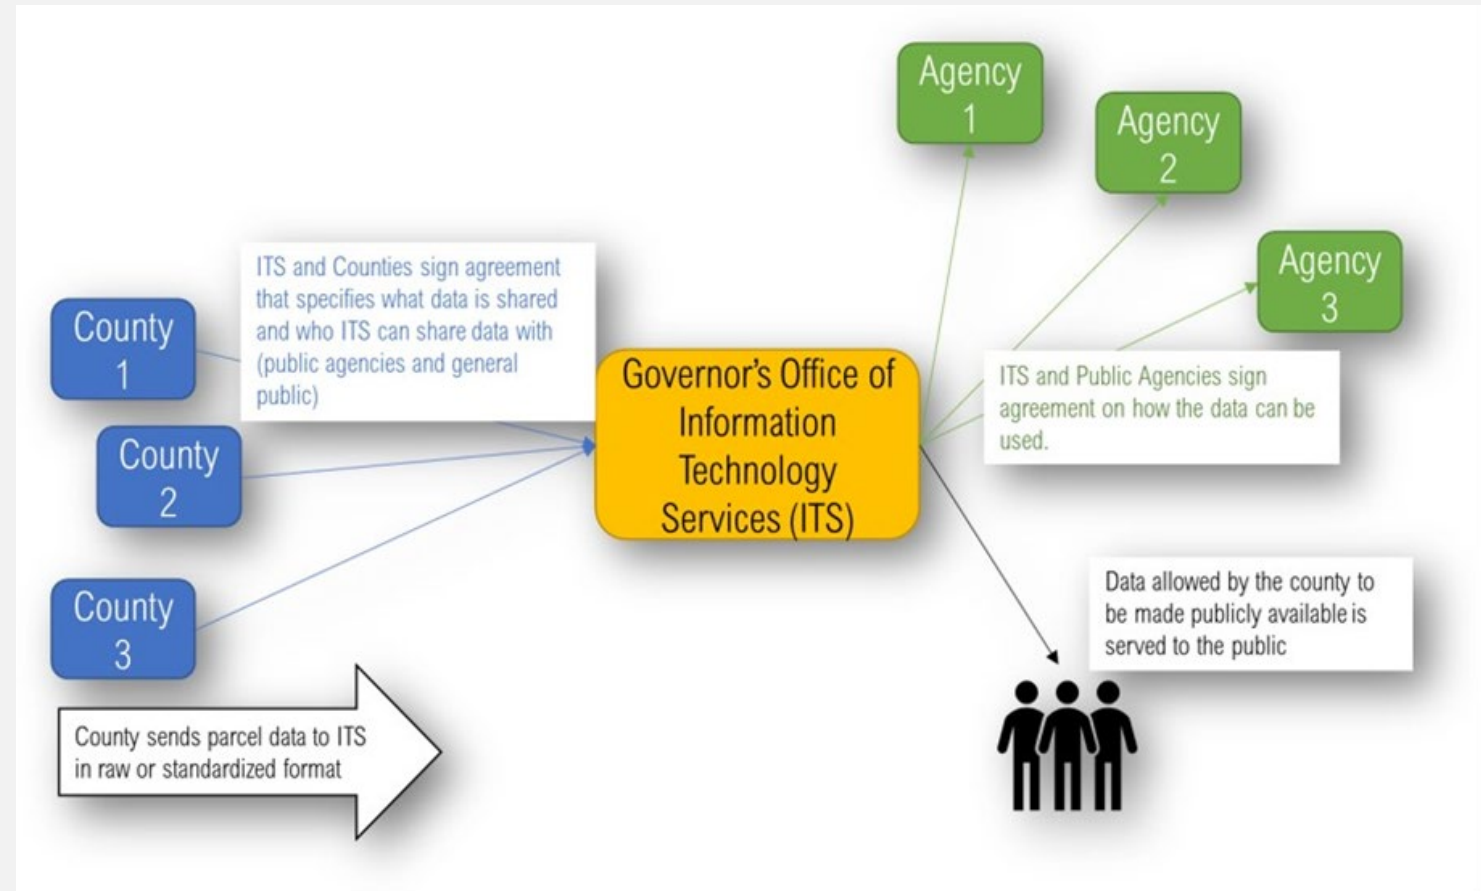 Agency
1
Agency
2
Agency
3
ITS and Counties sign agreement
that specifies what data is shared
and who ITS can share data with
(public agencies and general
public)
County
1
County
2
County
3
Governor's Office of
Information
Technology
Services (ITS)
ITS and Public Agencies sign
agreement on how the data can be
used.
Data allowed by the county to
be made publicly available is
served to the public
County sends parcel data to ITS
in raw or standardized format